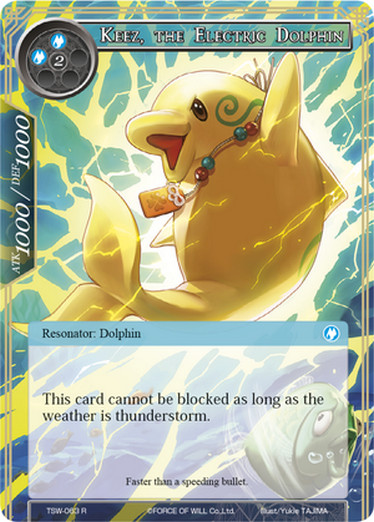 KEEZ, THE ELECTRIC DOLPHIN
2
ATK 1000 / DEF 1000
Resonator: Dolphin
This card cannot be blocked as long as the
weather is thunderstorm.
Faster than a speeding bullet.
TSW-063 R ©FORCE OF WILL Co.,Ltd. Illust/Yukie TAJIMA